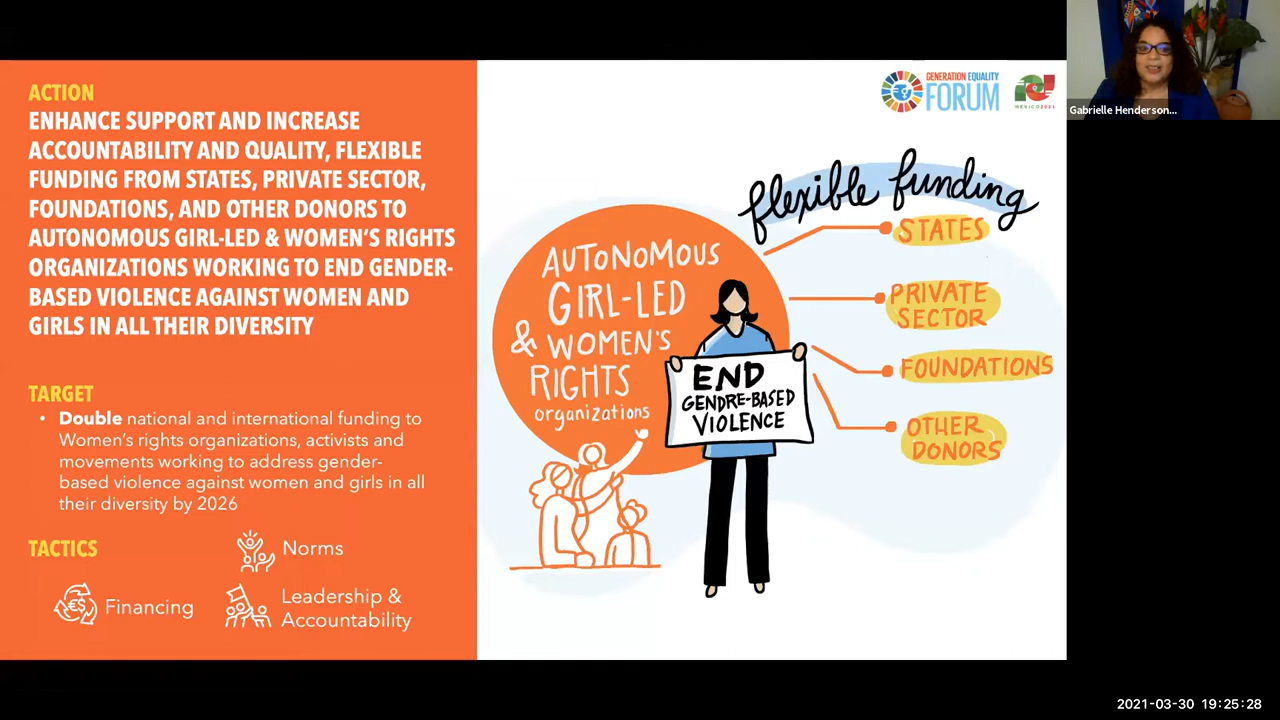 ACTION
ENHANCE SUPPORT AND INCREASE
ACCOUNTABILITY AND QUALITY, FLEXIBLE
FUNDING FROM STATES, PRIVATE SECTOR,
FOUNDATIONS, AND OTHER DONORS TO
AUTONOMOUS GIRL-LED & WOMEN'S RIGHTS
ORGANIZATIONS WORKING TO END GENDER-
BASED VIOLENCE AGAINST WOMEN AND
GIRLS IN ALL THEIR DIVERSITY
TARGET
• Double national and international funding to
Women's rights organizations, activists and
movements working to address gender-
based violence against women and girls in all
their diversity by 2026
TACTICS
Norms
€$
Financing
Leadership &
Accountability
GENERATION EQUALITY
FORUM
MEXICO2021
flexible funding
STATES
PRIVATE
SECTOR
FOUNDATIONS
OTHER
DONORS
AUTONOMOUS
GIRL-LED
& WOMEN'S
RIGHTS
organizations
END
GENDRE-BASED
VIOLENCE
Gabrielle Henderson...
2021-03-30 19:25:28